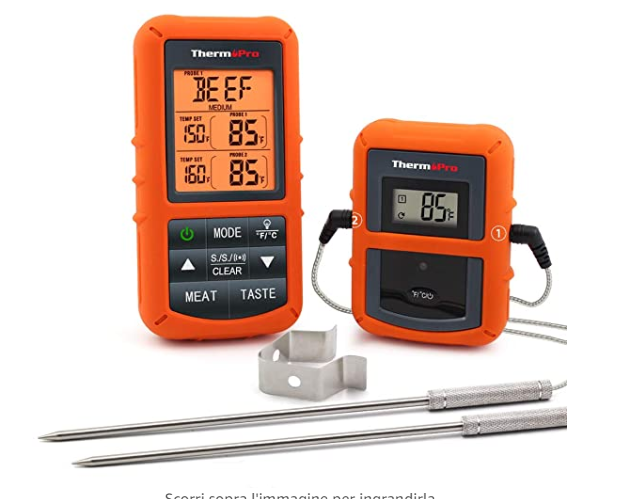 ThermoPro
PROBE 1
BEEF
MEDIUM
TEMP SET
PROBE 1
150°F
85°F
TEMP SET
PROBE 2
160°F
85°F
MODE
°F/°C
S./S./((•))
CLEAR
MEAT
TASTE
ThermoPro
1
85°F
2
1
°F/°C/⏻
Scorri sopra l'immagine per ingrandirla